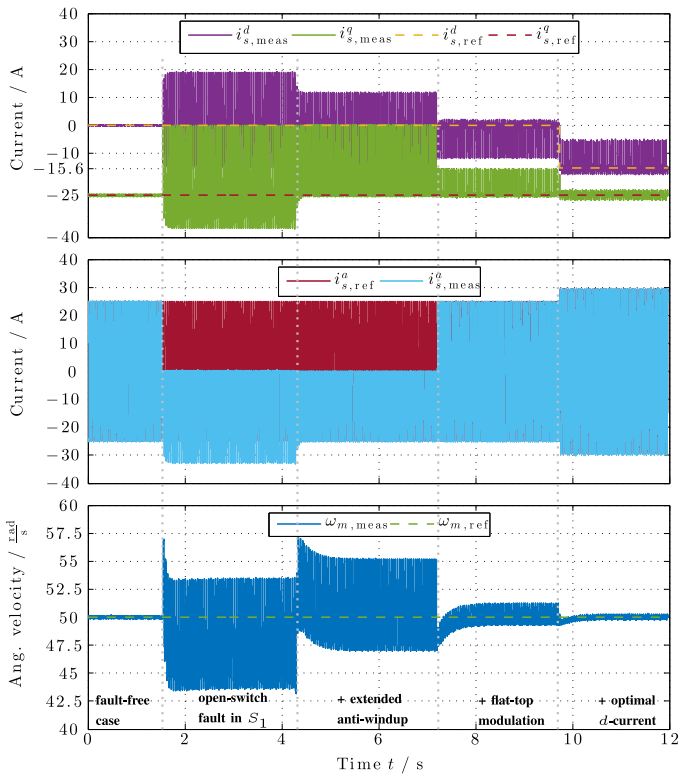 40
30
20
10
0
−10
−15.6
−25
−40
Current / A
i^d_{s,meas} i^q_{s,meas} i^d_{s,ref} i^q_{s,ref}
40
30
20
10
0
−10
−20
−30
−40
Current / A
i^a_{s,ref} i^a_{s,meas}
60
57.5
55
52.5
50
47.5
45
42.5
40
Ang. velocity / rad/s
ω_{m,meas} ω_{m,ref}
fault-free
case
open-switch
fault in S_1
+ extended
anti-windup
+ flat-top
modulation
+ optimal
d-current
0 2 4 6 8 10 12
Time t / s